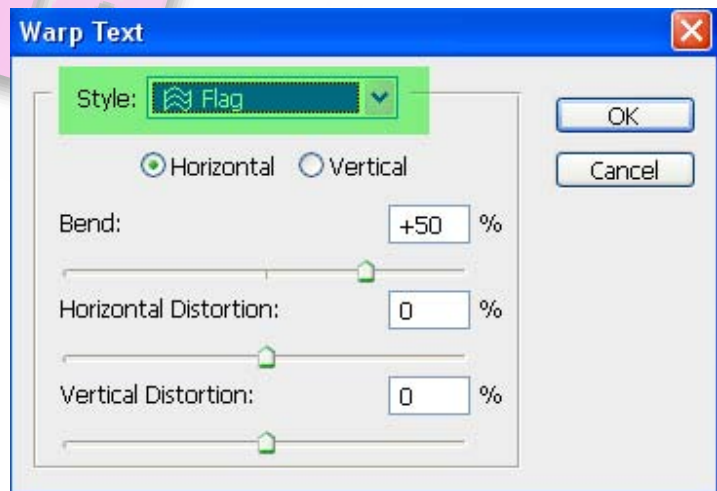 Warp Text
Style: Flag
OK
Horizontal Vertical
Cancel
Bend: +50 %
Horizontal Distortion: 0 %
Vertical Distortion: 0 %